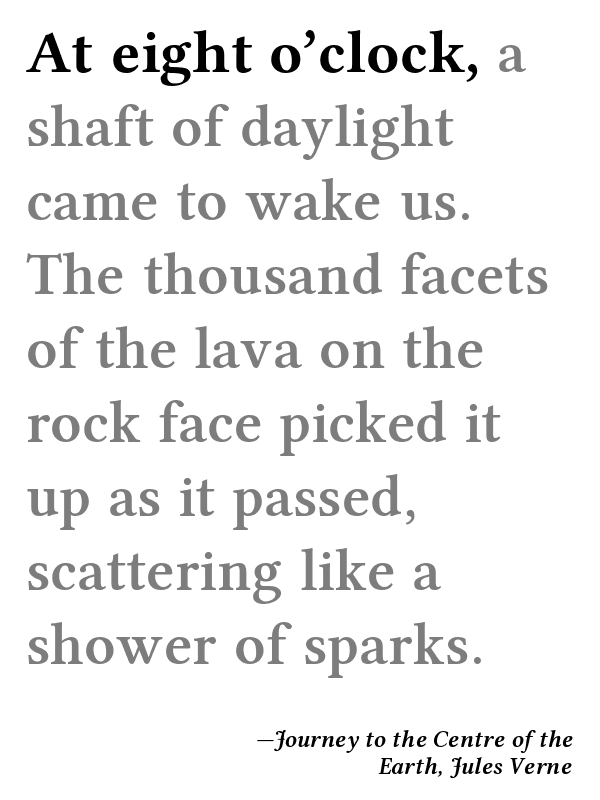 At eight o’clock, a
shaft of daylight
came to wake us.
The thousand facets
of the lava on the
rock face picked it
up as it passed,
scattering like a
shower of sparks.
—Journey to the Centre of the
Earth, Jules Verne